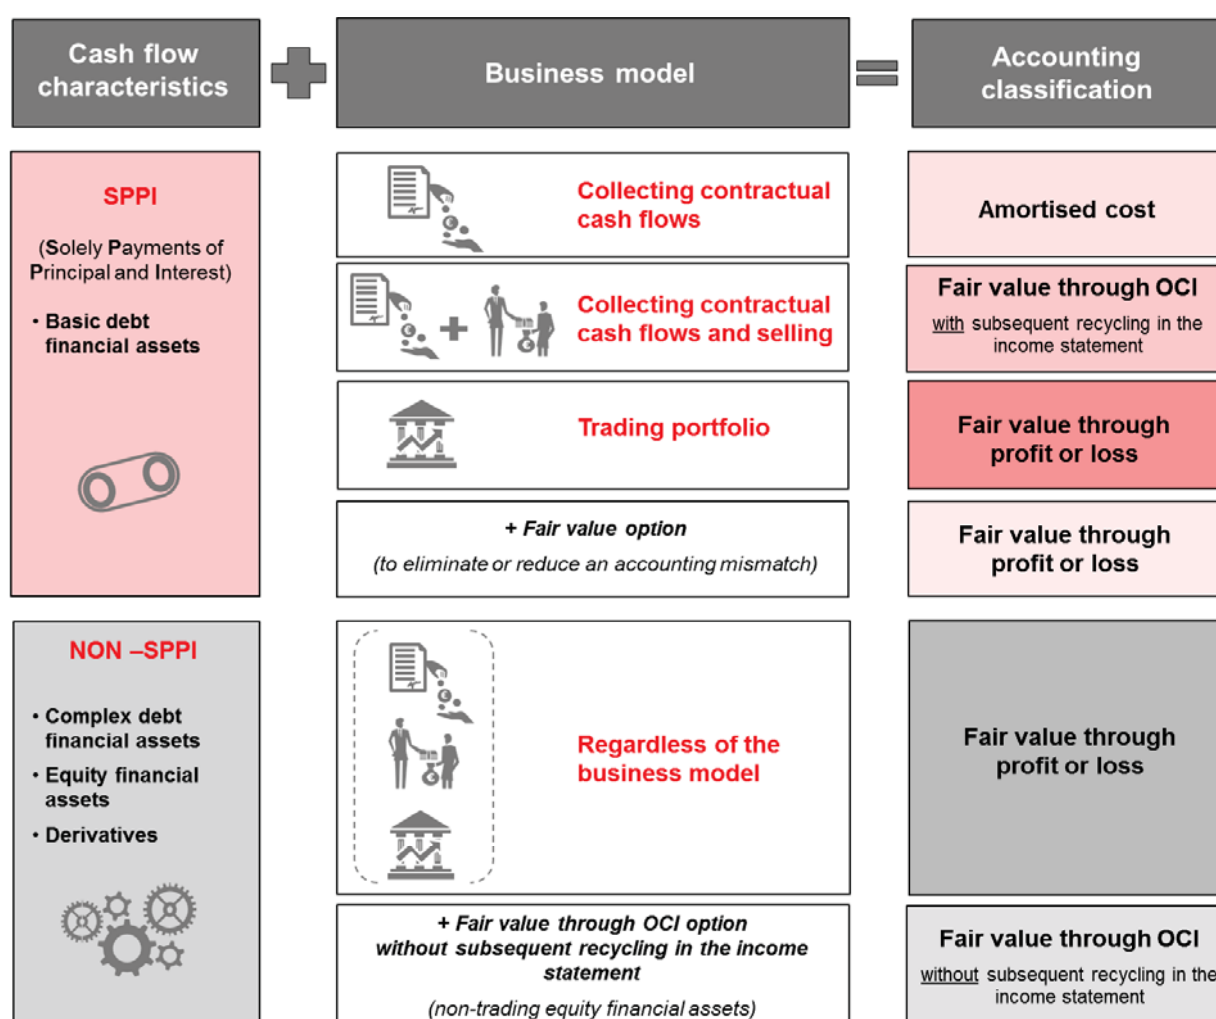 Cash flow
characteristics
Business model
Accounting
classification
SPPI
(Solely Payments of
Principal and Interest)
• Basic debt
financial assets
Collecting contractual
cash flows
Amortised cost
Collecting contractual
cash flows and selling
Fair value through OCI
with subsequent recycling in the
income statement
Trading portfolio
Fair value through
profit or loss
+ Fair value option
(to eliminate or reduce an accounting mismatch)
Fair value through
profit or loss
NON –SPPI
• Complex debt
financial assets
• Equity financial
assets
• Derivatives
Regardless of the
business model
Fair value through
profit or loss
+ Fair value through OCI option
without subsequent recycling in the income
statement
(non-trading equity financial assets)
Fair value through OCI
without subsequent recycling in the
income statement